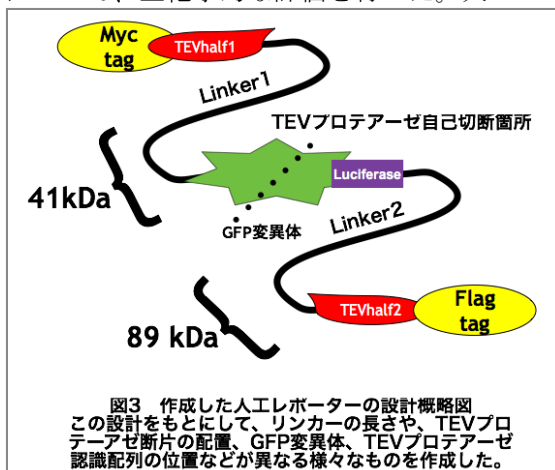 Myc
tag
TEVhalf1
Linker1
TEVプロテアーゼ自己切断箇所
Luciferase
41kDa
GFP変異体
Linker2
TEVhalf2
Flag
tag
89 kDa
図3 作成した人工レポーターの設計概略図
この設計をもとにして、リンカーの長さや、TEVプロ
テーアゼ断片の配置、GFP変異体、TEVプロテアーゼ
認識配列の位置などが異なる様々なものを作成した。